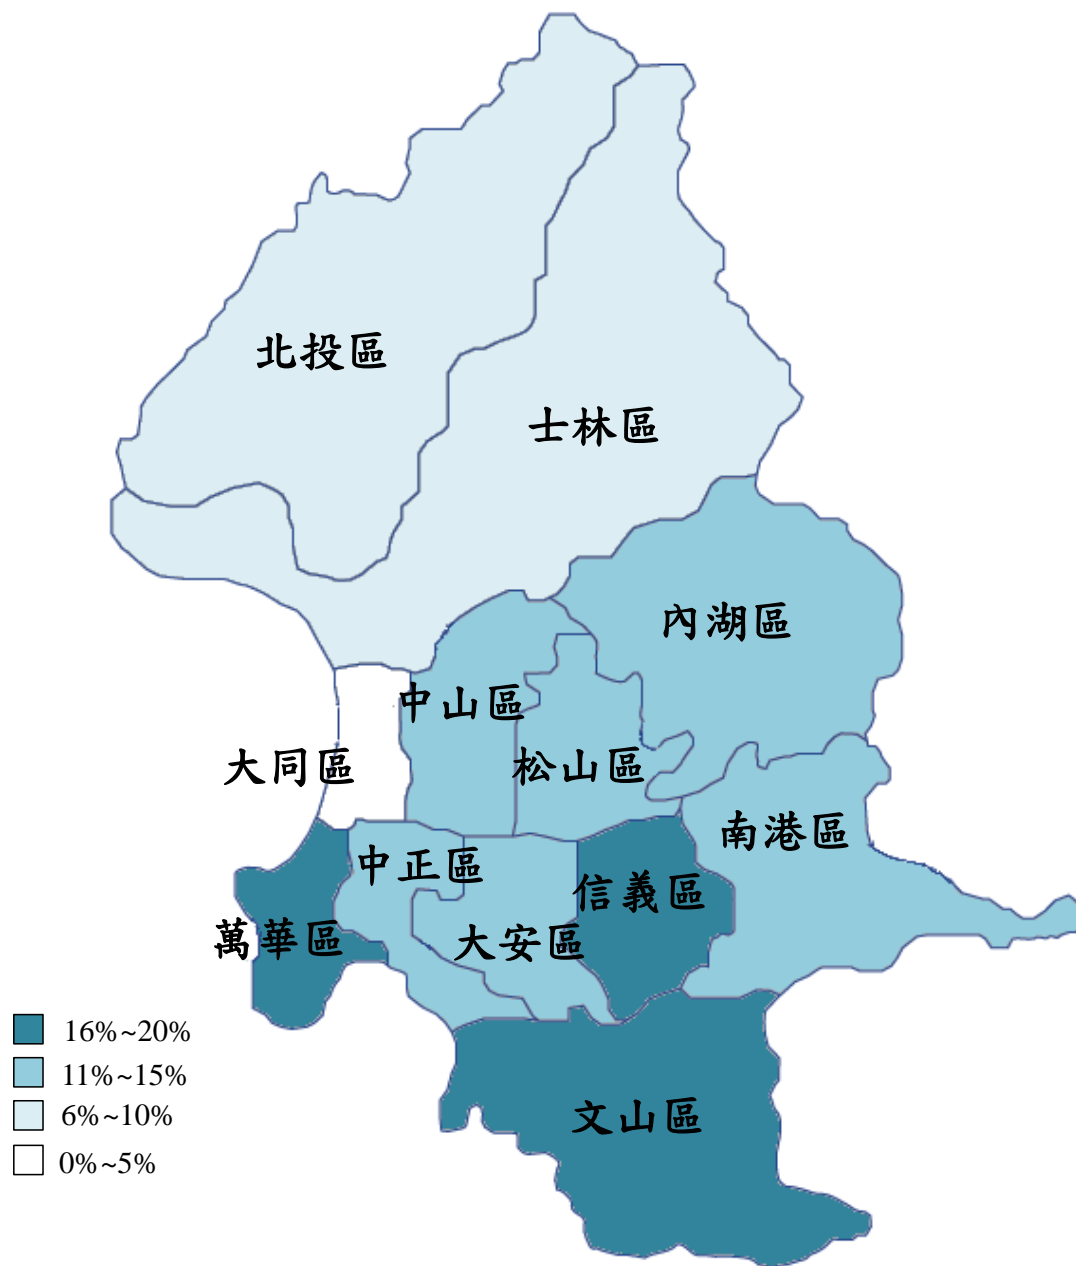 北投區
士林區
內湖區
中山區
大同區
松山區
南港區
中正區
信義區
萬華區
大安區
16%~20%
11%~15%
6%~10%
0%~5%
文山區